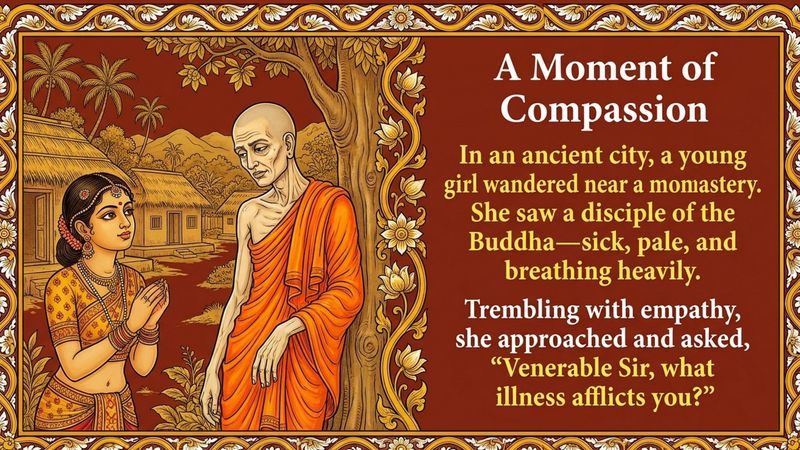 A Moment of
Compassion
In an ancient city, a young
girl wandered near a monastery.
She saw a disciple of the
Buddha—sick, pale, and
breathing heavily.
Trembling with empathy,
she approached and asked,
“Venerable Sir, what
illness afflicts you?”